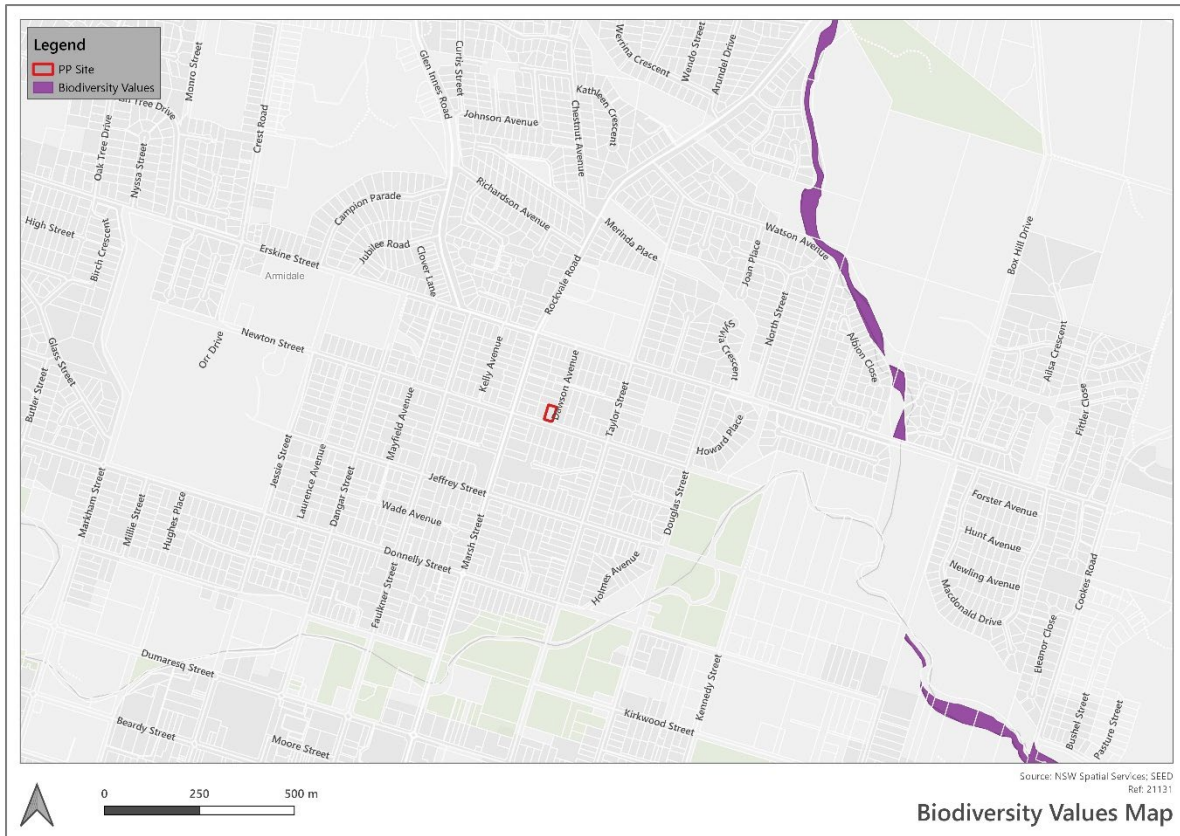 Legend
PP Site
Biodiversity Values
Tree Drive
Monro Street
Crest Road
Oak Tree Drive
Nyssa Street
Glen Innes Road
Curtis Street
Johnson Avenue
Kathleen Crescent
Chestnut Avenue
Werrina Crescent
Wendo Street
Arundel Drive
High Street
Birch Crescent
Campion Parade
Jubilee Road
Erskine Street
Armidale
Clover Lane
Richardson Avenue
Merinda Place
Rockvale Road
Watson Avenue
Joan Place
North Street
Sylvia Crescent
Albion Close
Box Hill Drive
Ailsa Crescent
Fittler Close
Glass Street
Butler Street
Orr Drive
Newton Street
Kelly Avenue
Dawson Avenue
Taylor Street
Howard Place
Mayfield Avenue
Jessie Street
Laurence Avenue
Dangar Street
Jeffrey Street
Wade Avenue
Marsh Street
Douglas Street
Markham Street
Millie Street
Hughes Place
Donnelly Street
Faulkner Street
Holmes Avenue
Forster Avenue
Hunt Avenue
Newling Avenue
Macdonald Drive
Cookes Road
Eleanor Close
Dumaresq Street
Beardy Street
Moore Street
Kirkwood Street
Kennedy Street
Bushel Street
Pasture Street
0 250 500 m
Source: NSW Spatial Services; SEED
Ref: 21131
Biodiversity Values Map